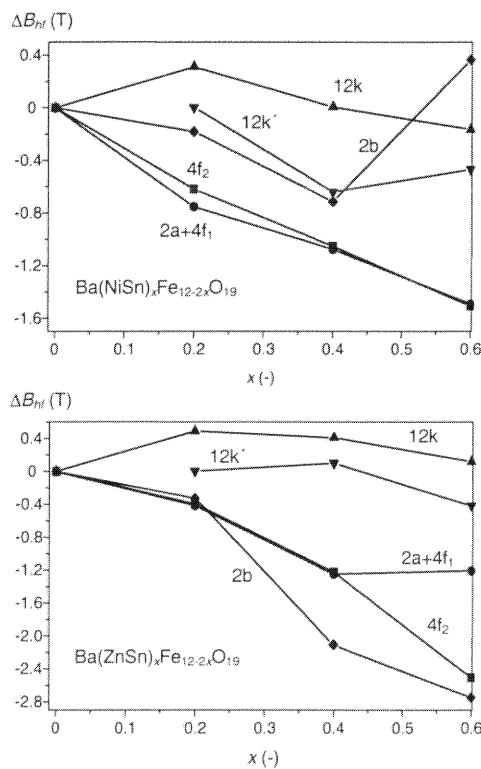 ΔB_hf (T)
0.4
12k
0
12k´
2b
-0.4
4f₂
-0.8
2a+4f₁
-1.2
Ba(NiSn)ₓFe₁₂₋₂ₓO₁₉
-1.6
0 0.1 0.2 0.3 0.4 0.5 0.6
x (-)
ΔB_hf (T)
0.4
12k
0
12k´
-0.4
-0.8
2a+4f₁
-1.2
2b
-1.6
4f₂
-2.0
Ba(ZnSn)ₓFe₁₂₋₂ₓO₁₉
-2.4
-2.8
0 0.1 0.2 0.3 0.4 0.5 0.6
x (-)